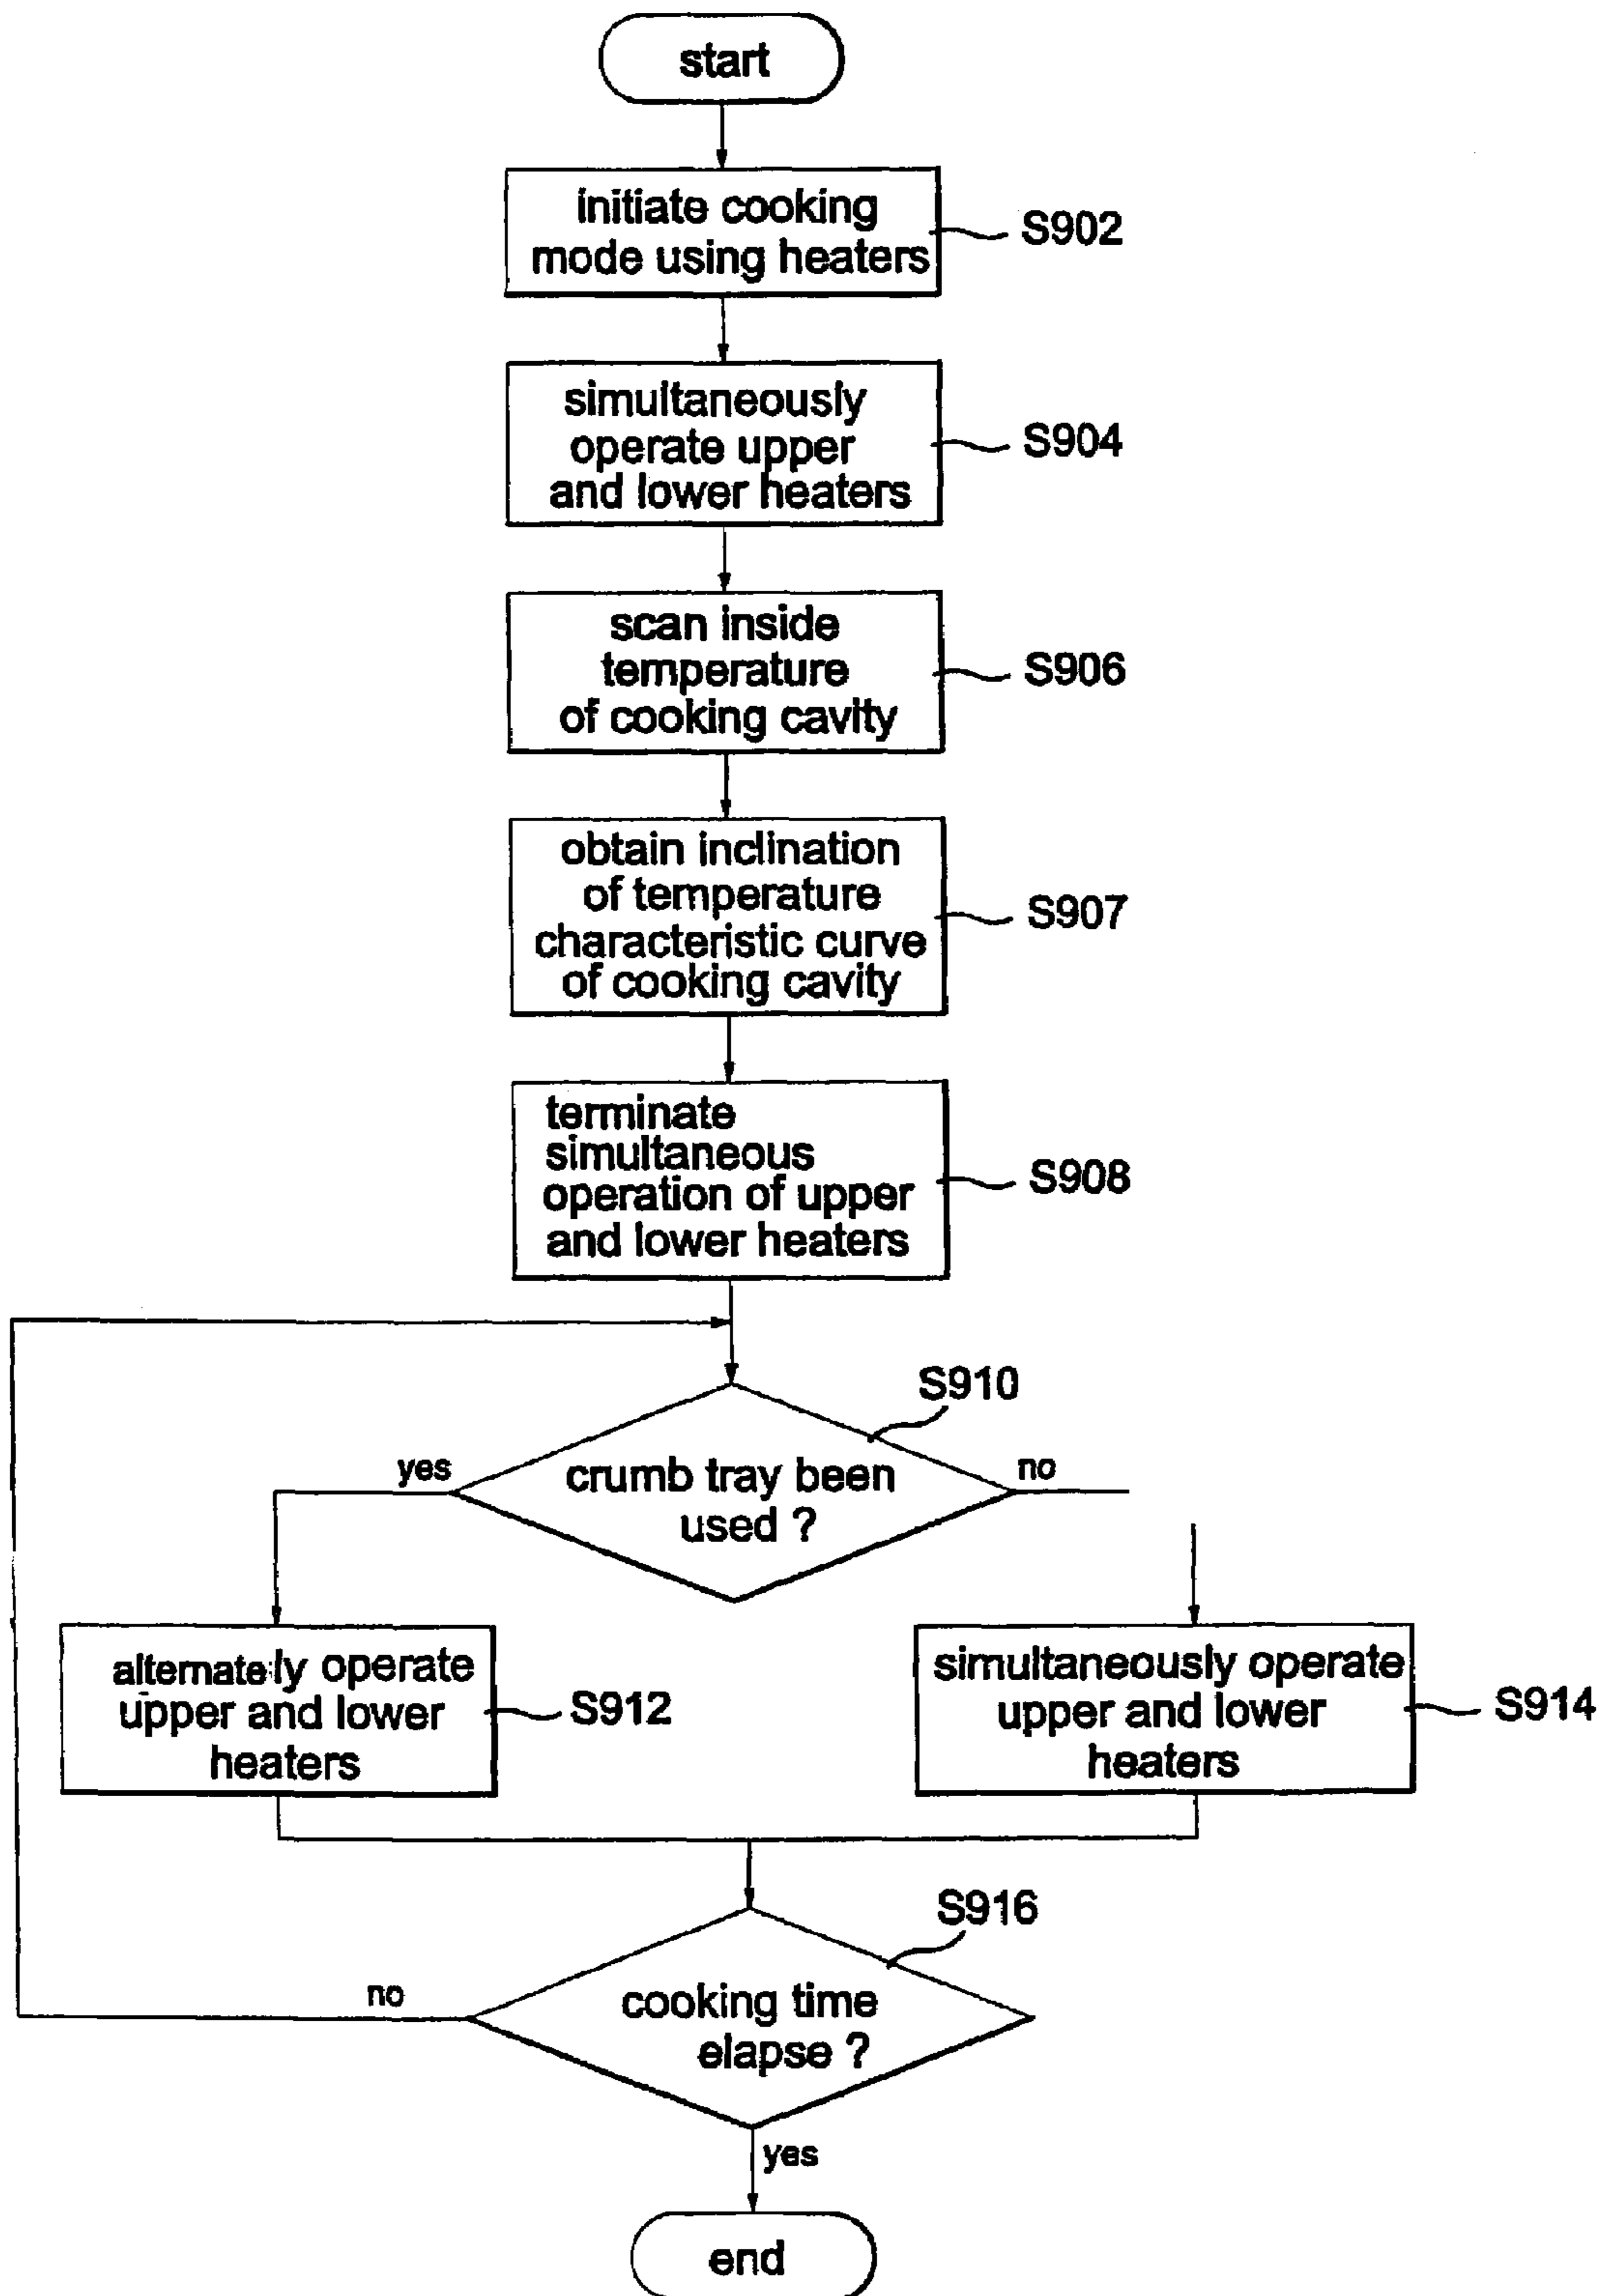 start
initiate cooking
mode using heaters
S902
simultaneously
operate upper
and lower heaters
S904
scan inside
temperature
of cooking cavity
S906
obtain inclination
of temperature
characteristic curve
of cooking cavity
S907
terminate
simultaneous
operation of upper
and lower heaters
S908
S910
yes
crumb tray been
used ?
no
alternately operate
upper and lower
heaters
S912
simultaneously operate
upper and lower
heaters
S914
S916
no
cooking time
elapse ?
yes
end